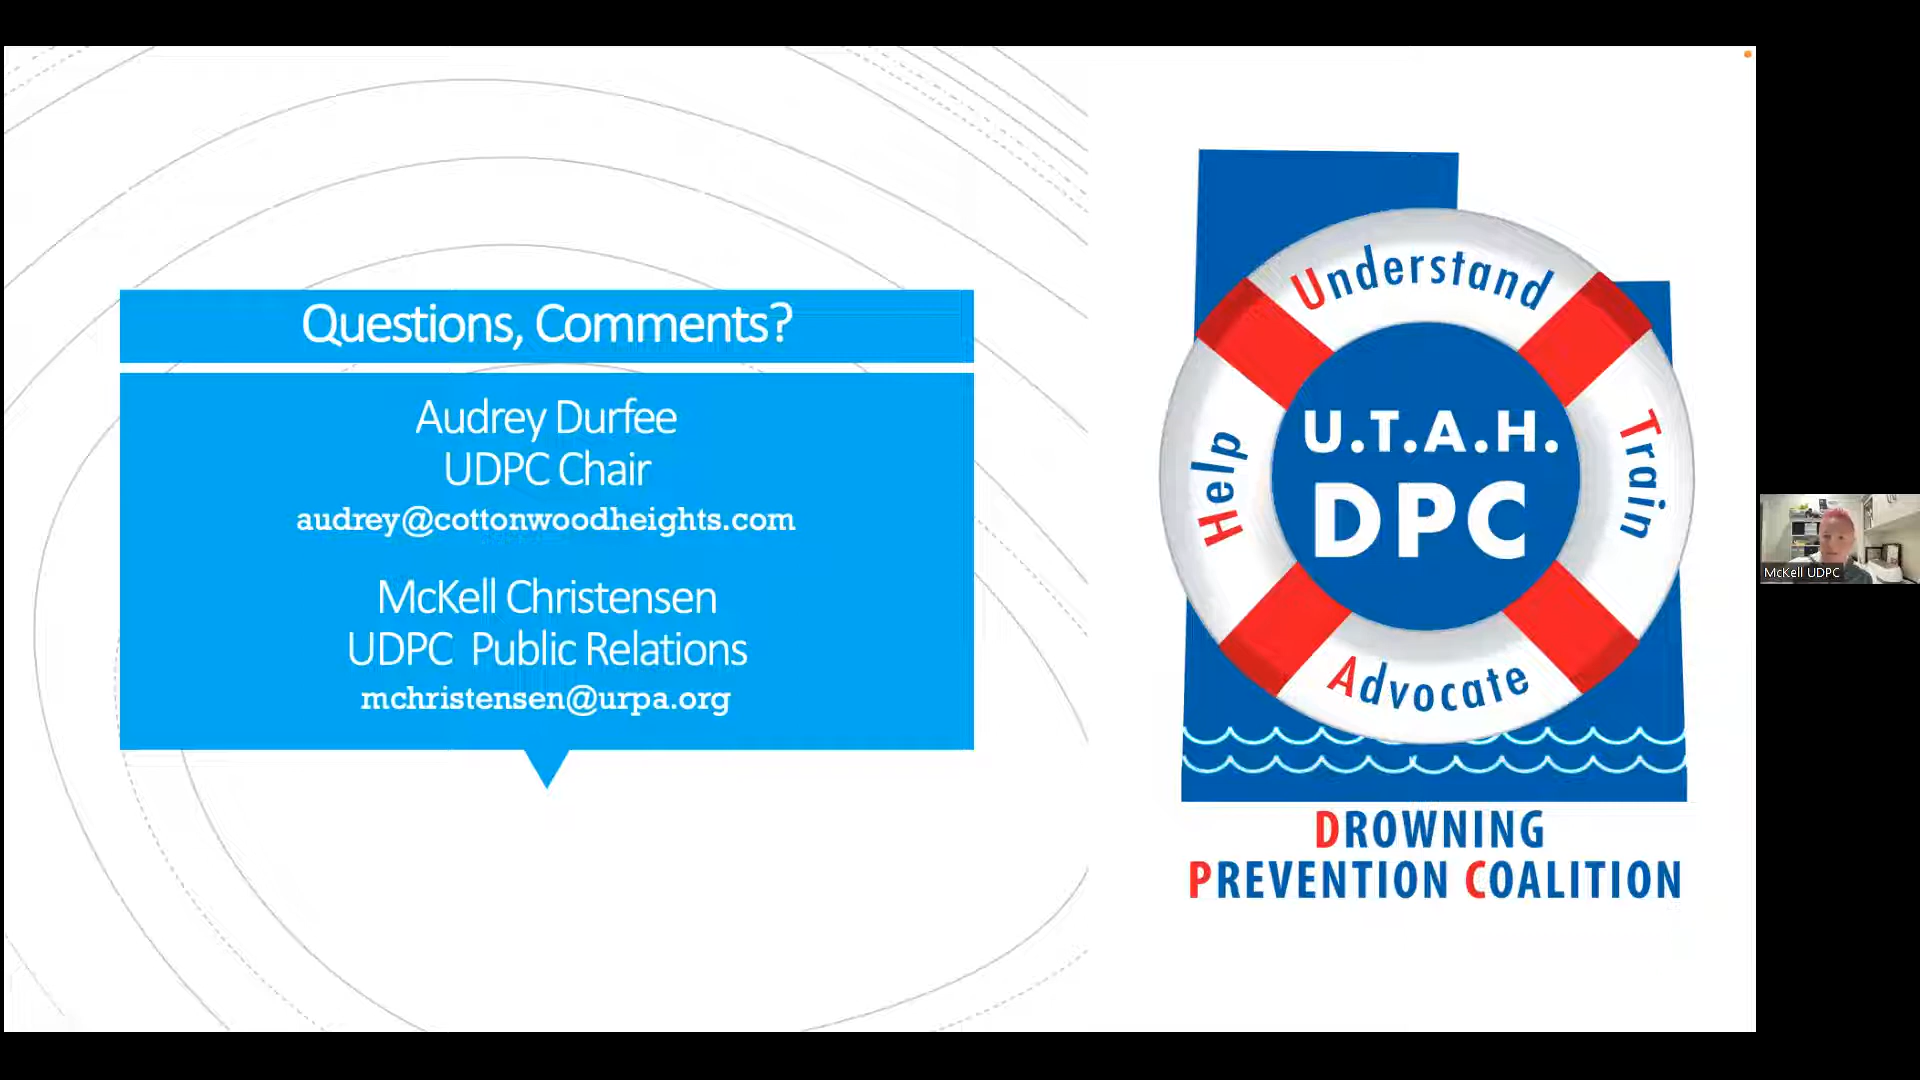 Questions, Comments?
Audrey Durfee
UDPC Chair
audrey@cottonwoodheights.com
McKell Christensen
UDPC Public Relations
mchristensen@urpa.org
Understand
Train
Advocate
Help
U.T.A.H.
DPC
DROWNING
PREVENTION COALITION
McKell UDPC